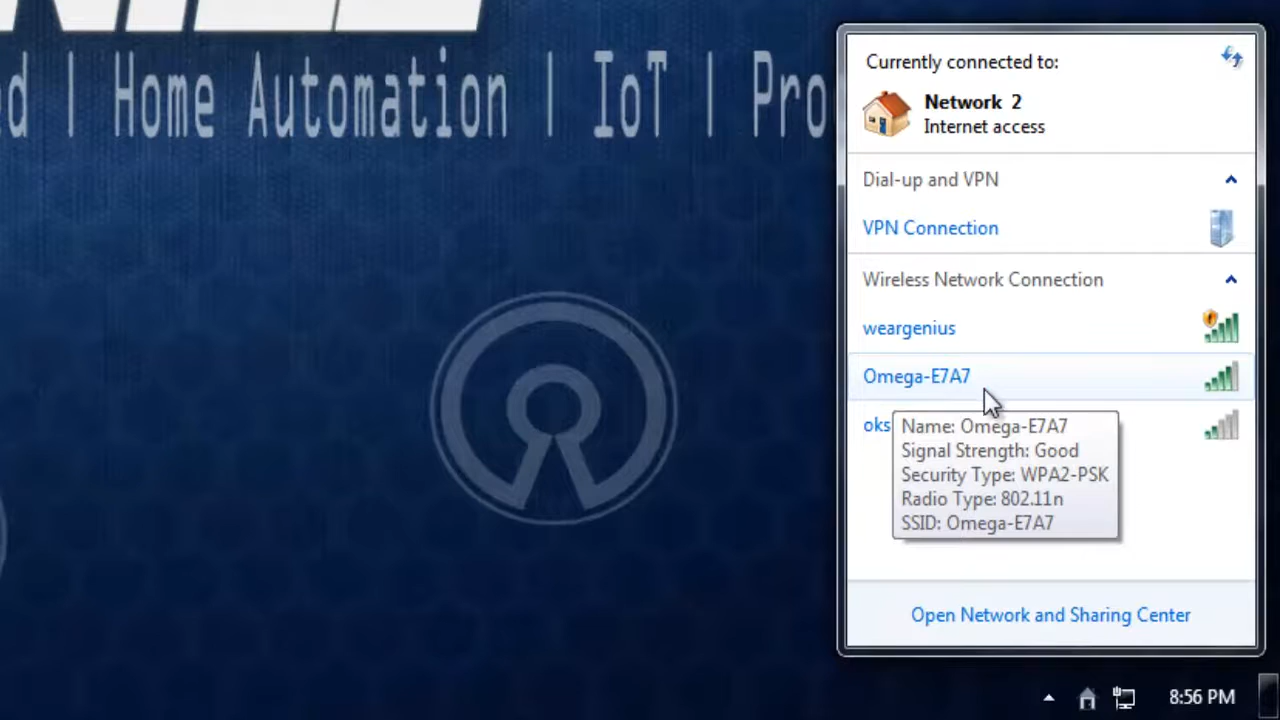 d | Home Automation | IoT | Pro
Currently connected to:
Network 2
Internet access
Dial-up and VPN
VPN Connection
Wireless Network Connection
weargenius
Omega-E7A7
oks
Name: Omega-E7A7
Signal Strength: Good
Security Type: WPA2-PSK
Radio Type: 802.11n
SSID: Omega-E7A7
Open Network and Sharing Center
8:56 PM